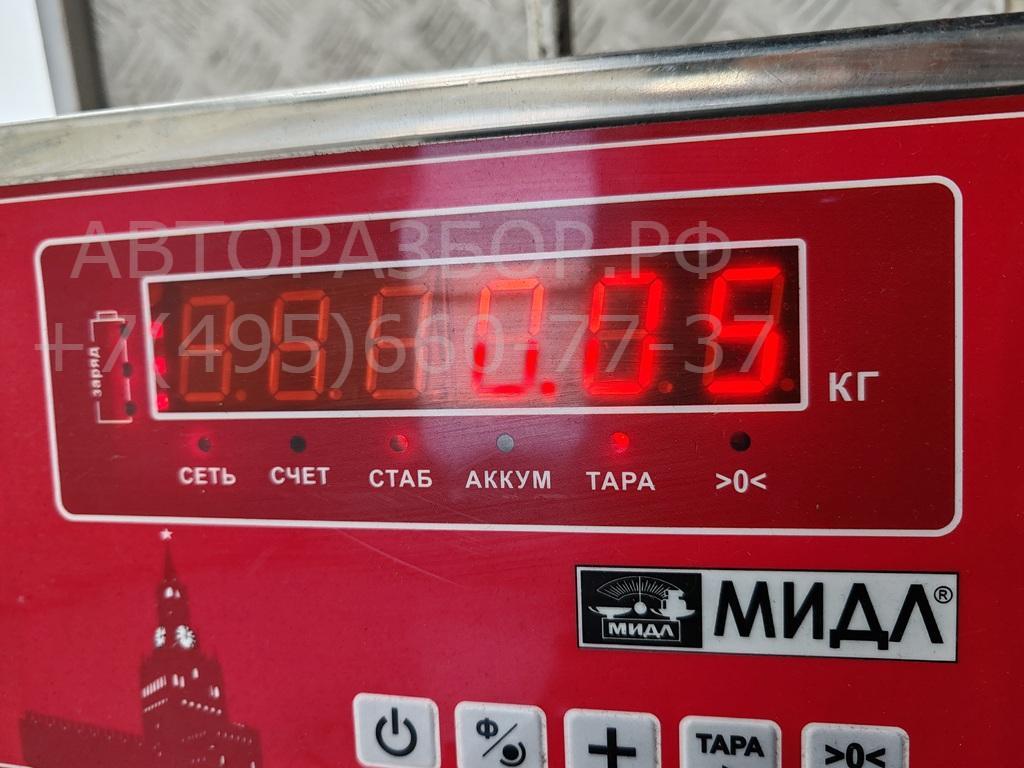 АВТОРАЗБОР.РФ
+7(495)660-77-37
заряд
0.05
КГ
СЕТЬ СЧЕТ СТАБ АККУМ ТАРА >0<
МИДЛ МИДЛ®
Ф/ + ТАРА >0<